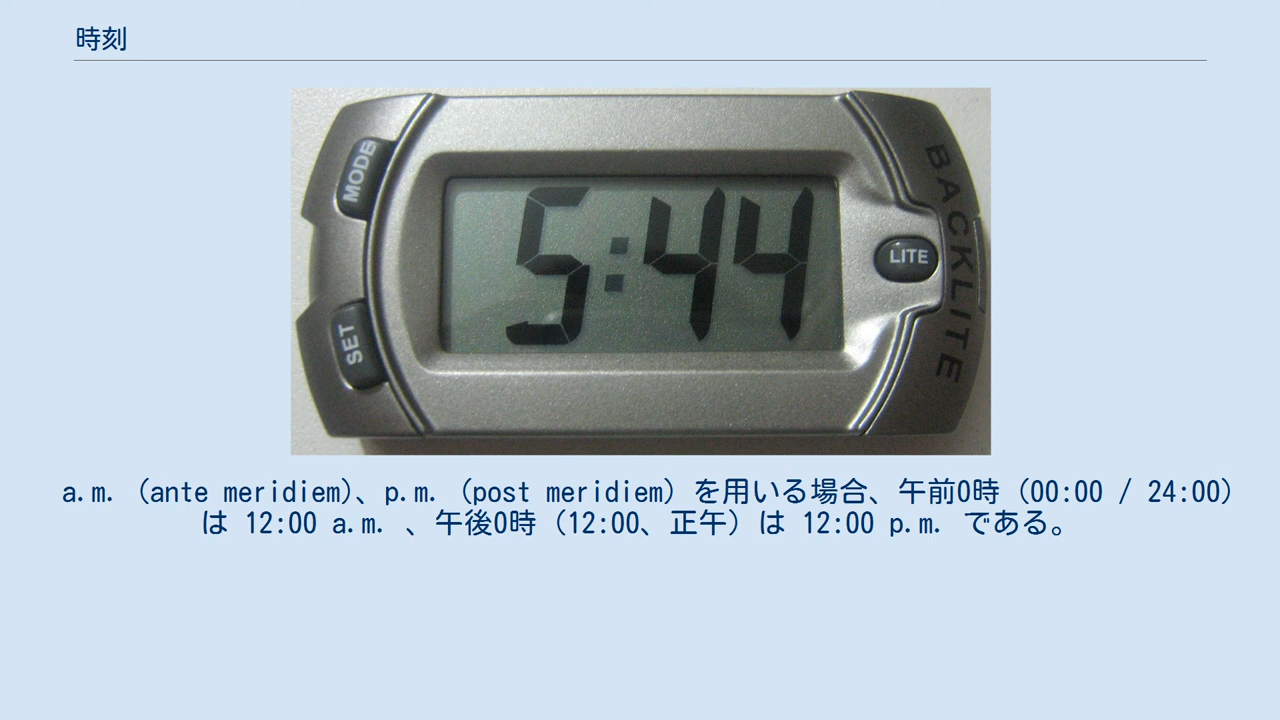 時刻
MODE
SET
5:44
LITE
BACKLITE
a.m. (ante meridiem)、p.m. (post meridiem) を用いる場合、午前0時 (00:00 / 24:00)
は 12:00 a.m. 、午後0時 (12:00、正午) は 12:00 p.m. である。